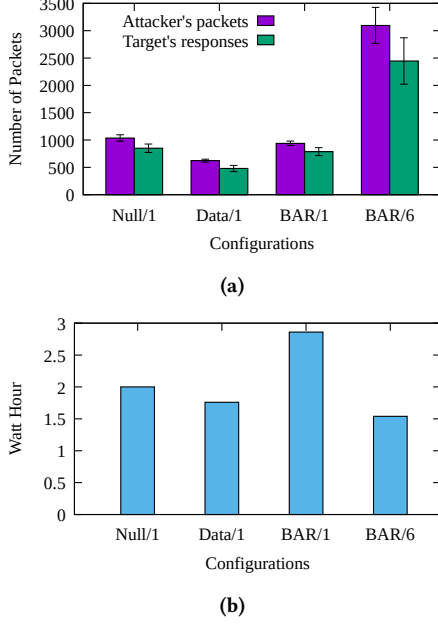 3500
3000
2500
2000
1500
1000
500
0
Number of Packets
Attacker's packets
Target's responses
Null/1 Data/1 BAR/1 BAR/6
Configurations
(a)
3
2.5
2
1.5
1
0.5
0
Watt Hour
Null/1 Data/1 BAR/1 BAR/6
Configurations
(b)